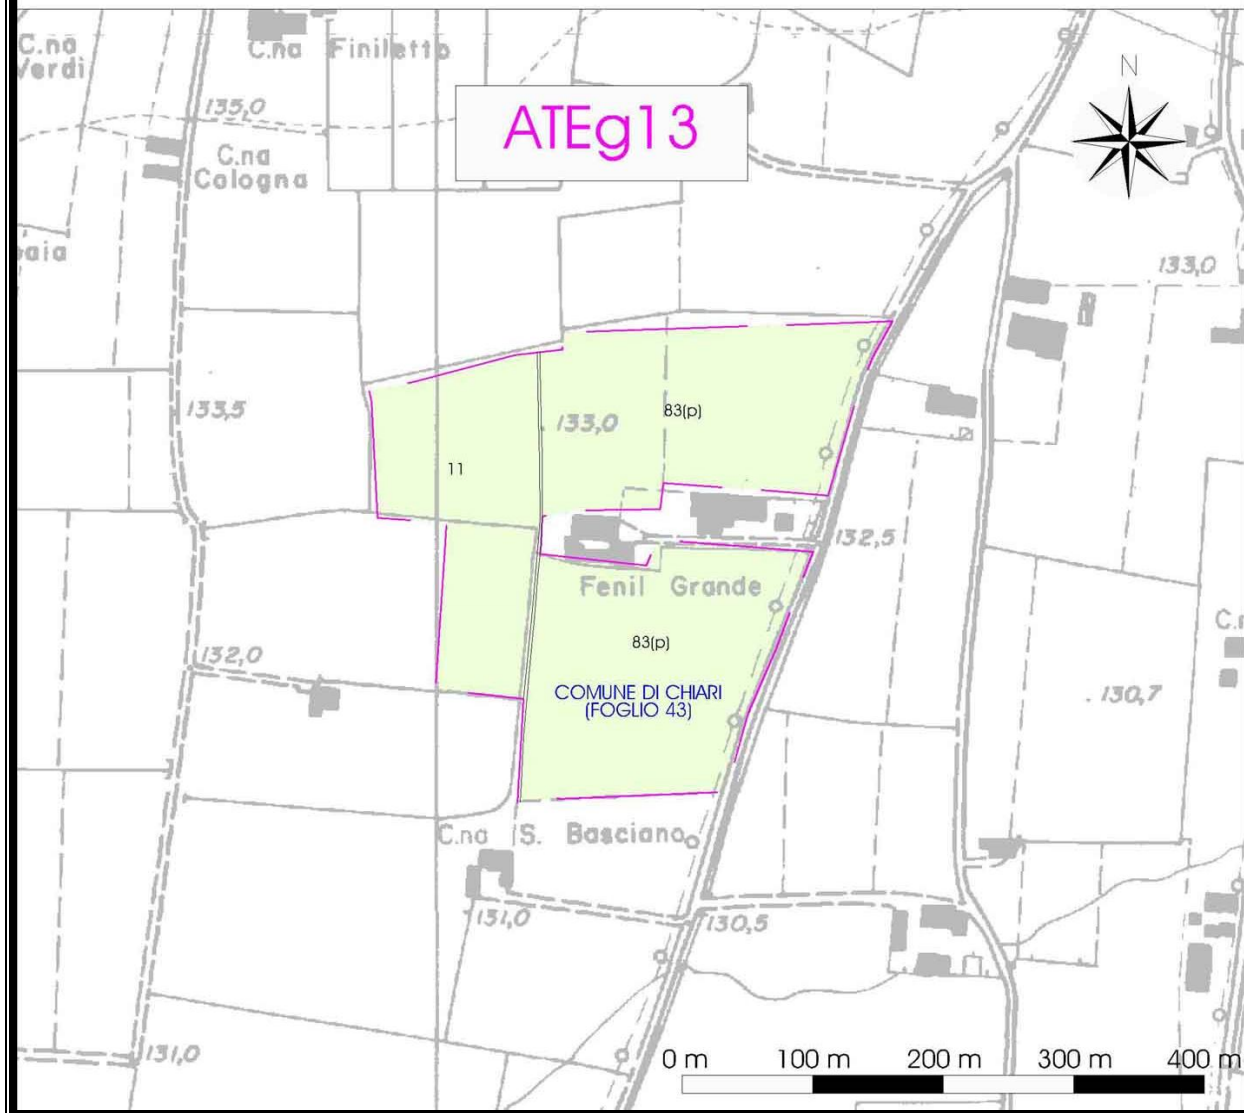 C.na
Verdi
C.na Finiletto
N
ATEg13
135,0
C.na
Cologna
133,0
133,5
133,0
83(p)
11
132,5
Fenil Grande
83(p)
132,0
COMUNE DI CHIARI
(FOGLIO 43)
130,7
C.na S. Basciano
131,0
130,5
131,0
0 m 100 m 200 m 300 m 400 m